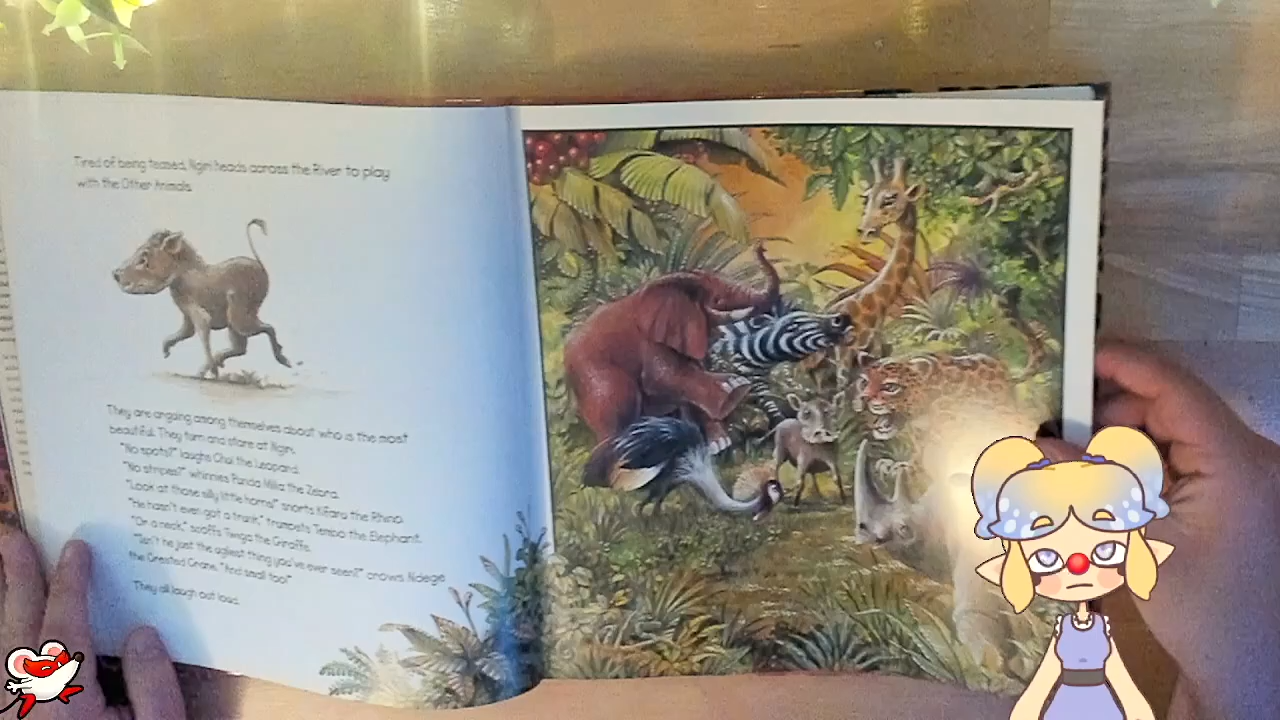 Tired of being teased, Ngiri heads across the River to play
with the Other Animals.
They are arguing among themselves about who is the most
beautiful. They turn and stare at Ngiri.
"No spots?" laughs Chui the Leopard.
"No stripes?" whinnies Punda Milia the Zebra.
"Look at those silly little horns!" snorts Kifaru the Rhino.
"He hasn't even got a trunk," trumpets Tembo the Elephant.
"Or a neck," scoffs Twiga the Giraffe.
"Isn't he just the ugliest thing you've ever seen?" crows Ndege
the Crested Crane. "And small too!"
They all laugh out loud.